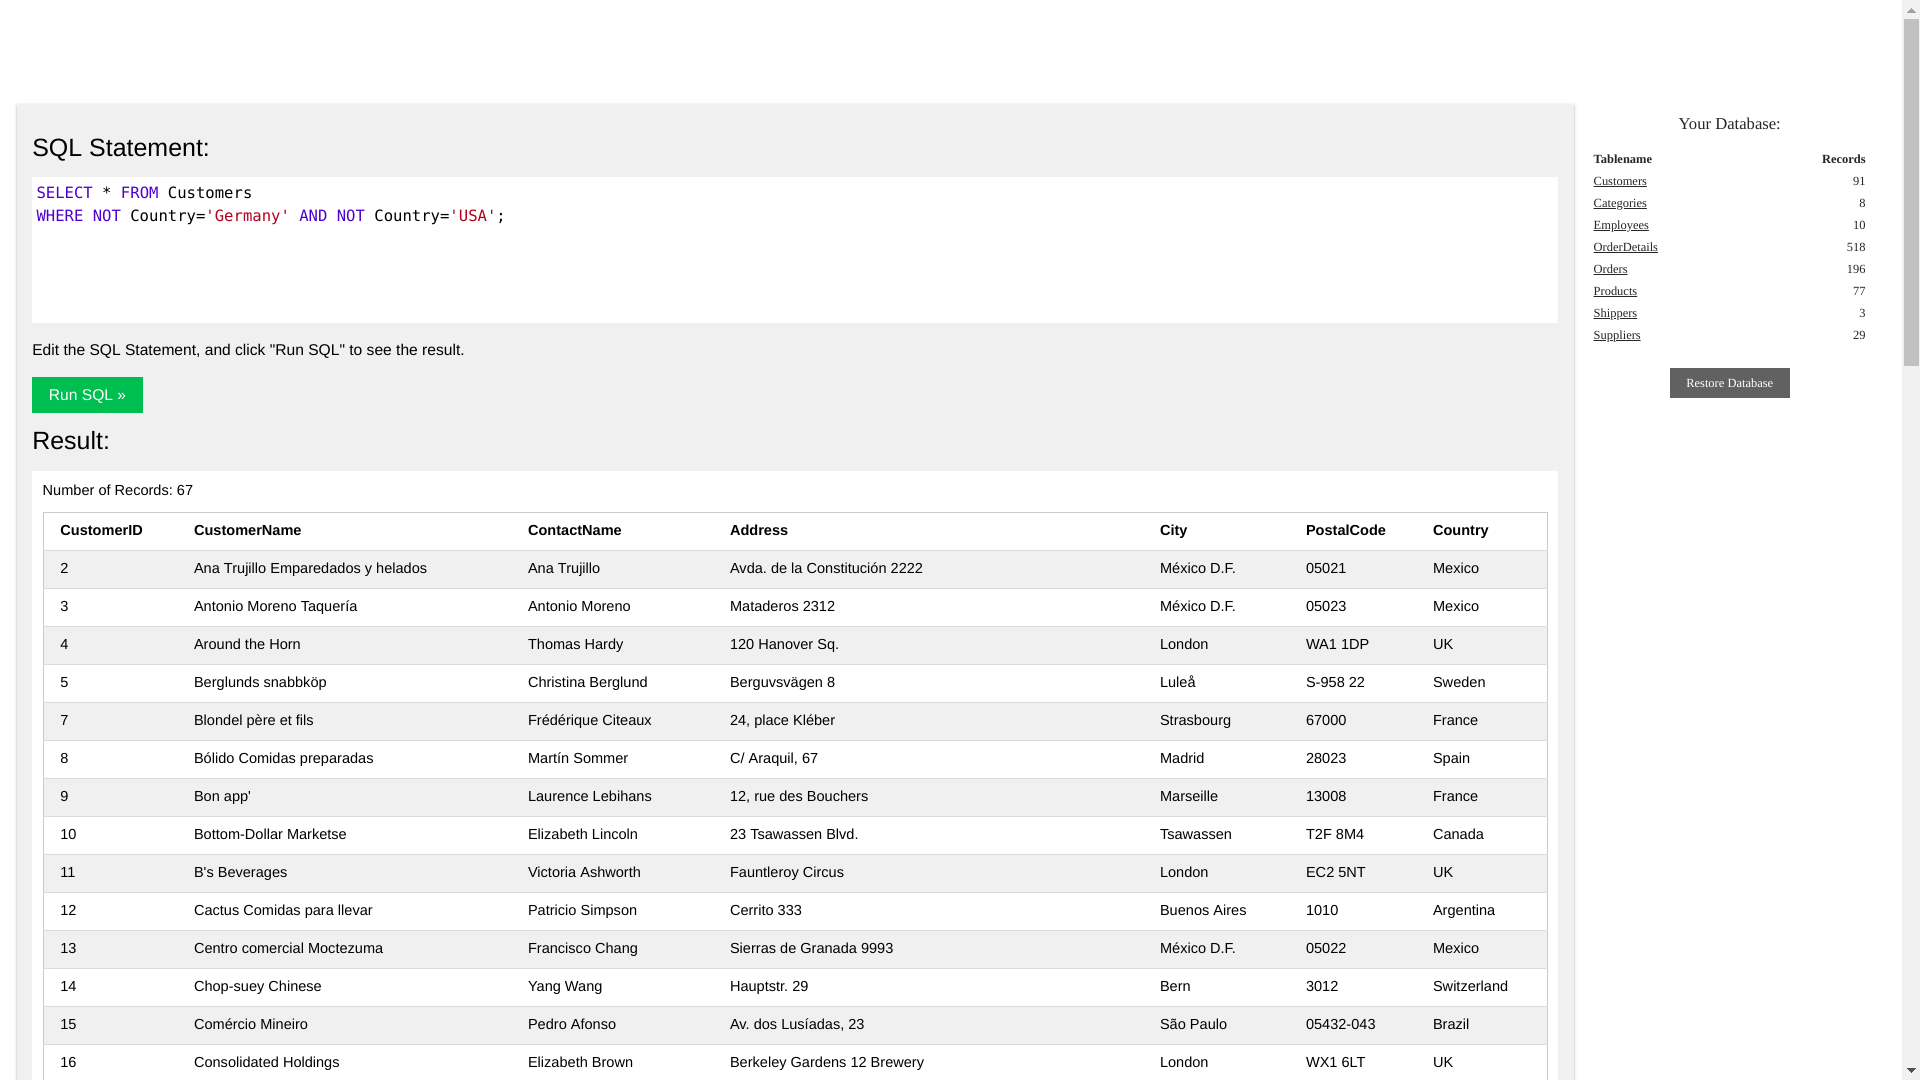 SQL Statement:
SELECT * FROM Customers
WHERE NOT Country='Germany' AND NOT Country='USA';
Edit the SQL Statement, and click "Run SQL" to see the result.
Run SQL »
Result:
Number of Records: 67
CustomerID CustomerName ContactName Address City PostalCode Country
2 Ana Trujillo Emparedados y helados Ana Trujillo Avda. de la Constitución 2222 México D.F. 05021 Mexico
3 Antonio Moreno Taquería Antonio Moreno Mataderos 2312 México D.F. 05023 Mexico
4 Around the Horn Thomas Hardy 120 Hanover Sq. London WA1 1DP UK
5 Berglunds snabbköp Christina Berglund Berguvsvägen 8 Luleå S-958 22 Sweden
7 Blondel père et fils Frédérique Citeaux 24, place Kléber Strasbourg 67000 France
8 Bólido Comidas preparadas Martín Sommer C/ Araquil, 67 Madrid 28023 Spain
9 Bon app' Laurence Lebihans 12, rue des Bouchers Marseille 13008 France
10 Bottom-Dollar Marketse Elizabeth Lincoln 23 Tsawassen Blvd. Tsawassen T2F 8M4 Canada
11 B's Beverages Victoria Ashworth Fauntleroy Circus London EC2 5NT UK
12 Cactus Comidas para llevar Patricio Simpson Cerrito 333 Buenos Aires 1010 Argentina
13 Centro comercial Moctezuma Francisco Chang Sierras de Granada 9993 México D.F. 05022 Mexico
14 Chop-suey Chinese Yang Wang Hauptstr. 29 Bern 3012 Switzerland
15 Comércio Mineiro Pedro Afonso Av. dos Lusíadas, 23 São Paulo 05432-043 Brazil
16 Consolidated Holdings Elizabeth Brown Berkeley Gardens 12 Brewery London WX1 6LT UK
Your Database:
Tablename Records
Customers 91
Categories 8
Employees 10
OrderDetails 518
Orders 196
Products 77
Shippers 3
Suppliers 29
Restore Database